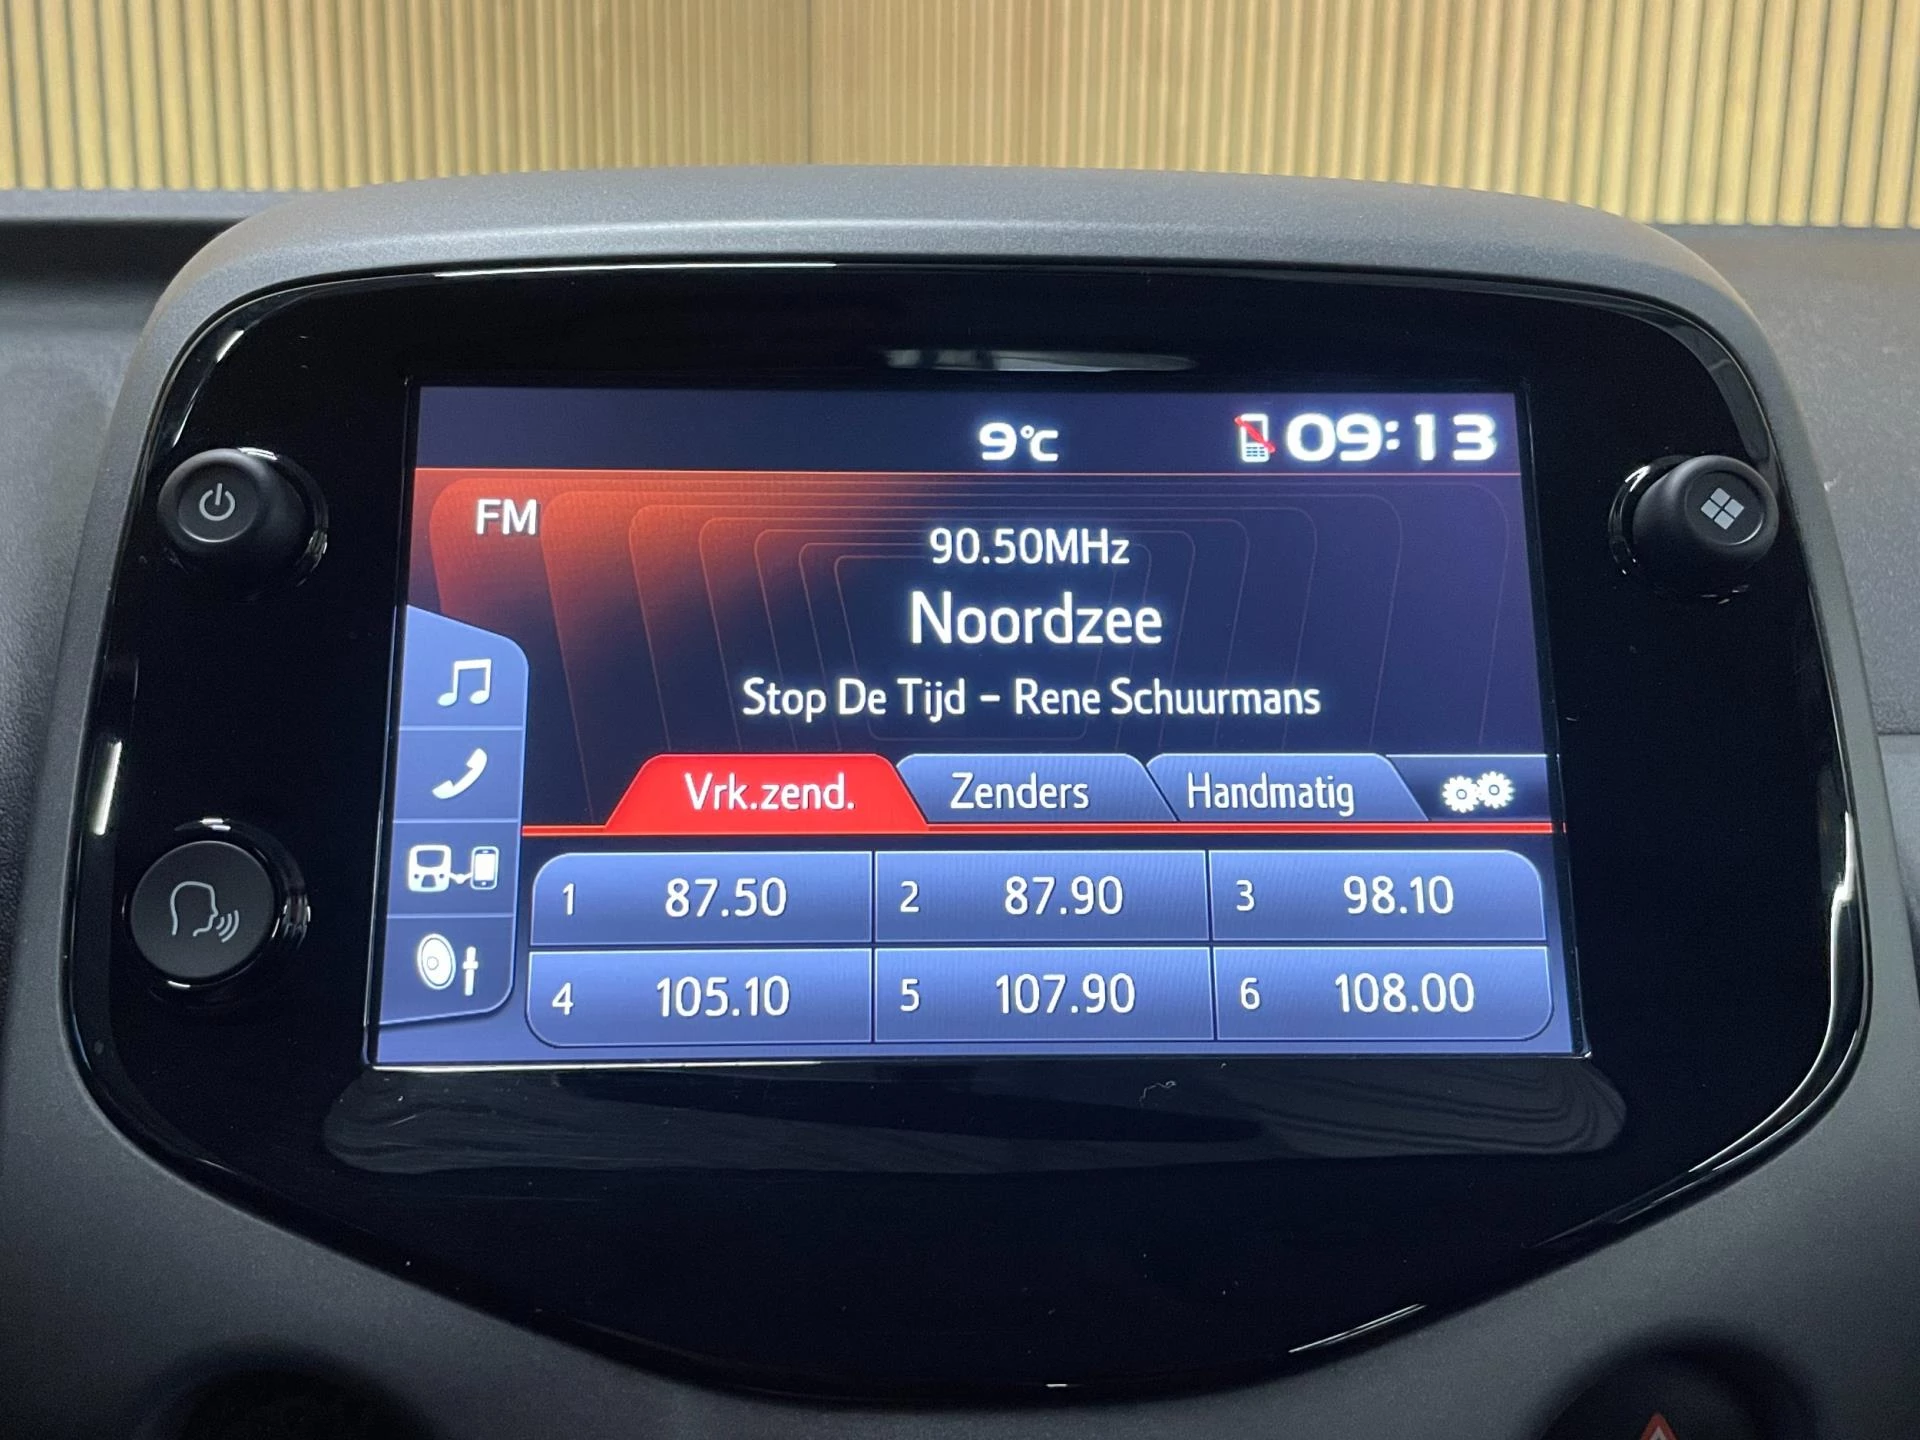 9°C 09:13
FM
90.50MHz
Noordzee
Stop De Tijd - Rene Schuurmans
Vrk.zend. Zenders Handmatig
1 87.50 2 87.90 3 98.10
4 105.10 5 107.90 6 108.00